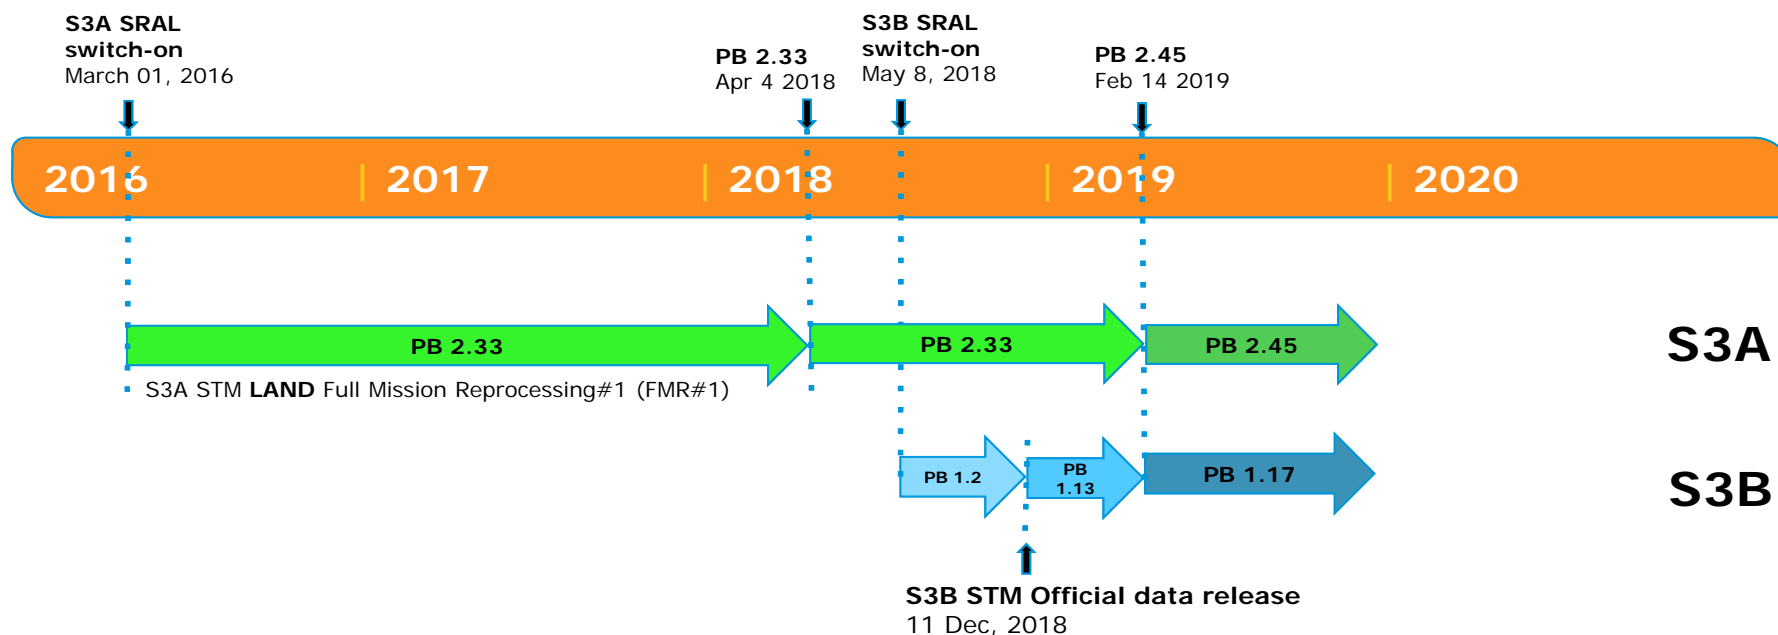 S3A SRAL
switch-on
March 01, 2016
PB 2.33
Apr 4 2018
S3B SRAL
switch-on
May 8, 2018
PB 2.45
Feb 14 2019
2016 | 2017 | 2018 | 2019 | 2020
PB 2.33
PB 2.33
PB 2.45
S3A
S3A STM LAND Full Mission Reprocessing#1 (FMR#1)
PB 1.2
PB
1.13
PB 1.17
S3B
S3B STM Official data release
11 Dec, 2018